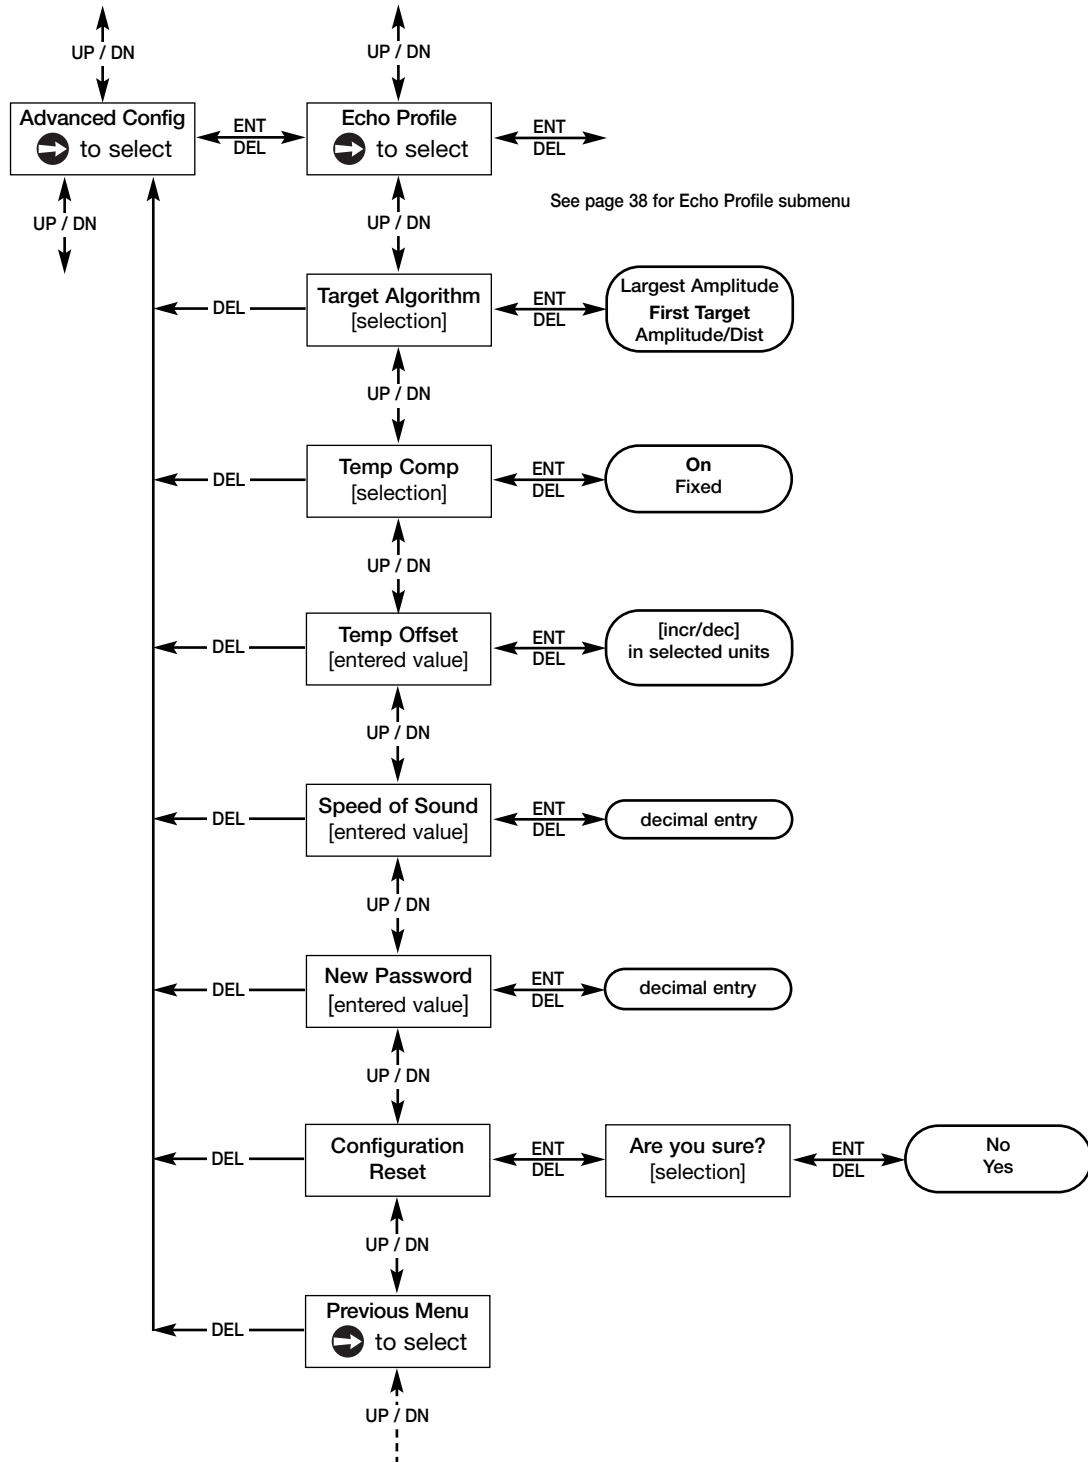 UP / DN
UP / DN
Advanced Config
to select
ENT
DEL
Echo Profile
to select
ENT
DEL
UP / DN
UP / DN
See page 38 for Echo Profile submenu
DEL
Target Algorithm
[selection]
ENT
DEL
Largest Amplitude
First Target
Amplitude/Dist
UP / DN
DEL
Temp Comp
[selection]
ENT
DEL
On
Fixed
UP / DN
DEL
Temp Offset
[entered value]
ENT
DEL
[incr/dec]
in selected units
UP / DN
DEL
Speed of Sound
[entered value]
ENT
DEL
decimal entry
UP / DN
DEL
New Password
[entered value]
ENT
DEL
decimal entry
UP / DN
DEL
Configuration
Reset
ENT
DEL
Are you sure?
[selection]
ENT
DEL
No
Yes
UP / DN
DEL
Previous Menu
to select
UP / DN